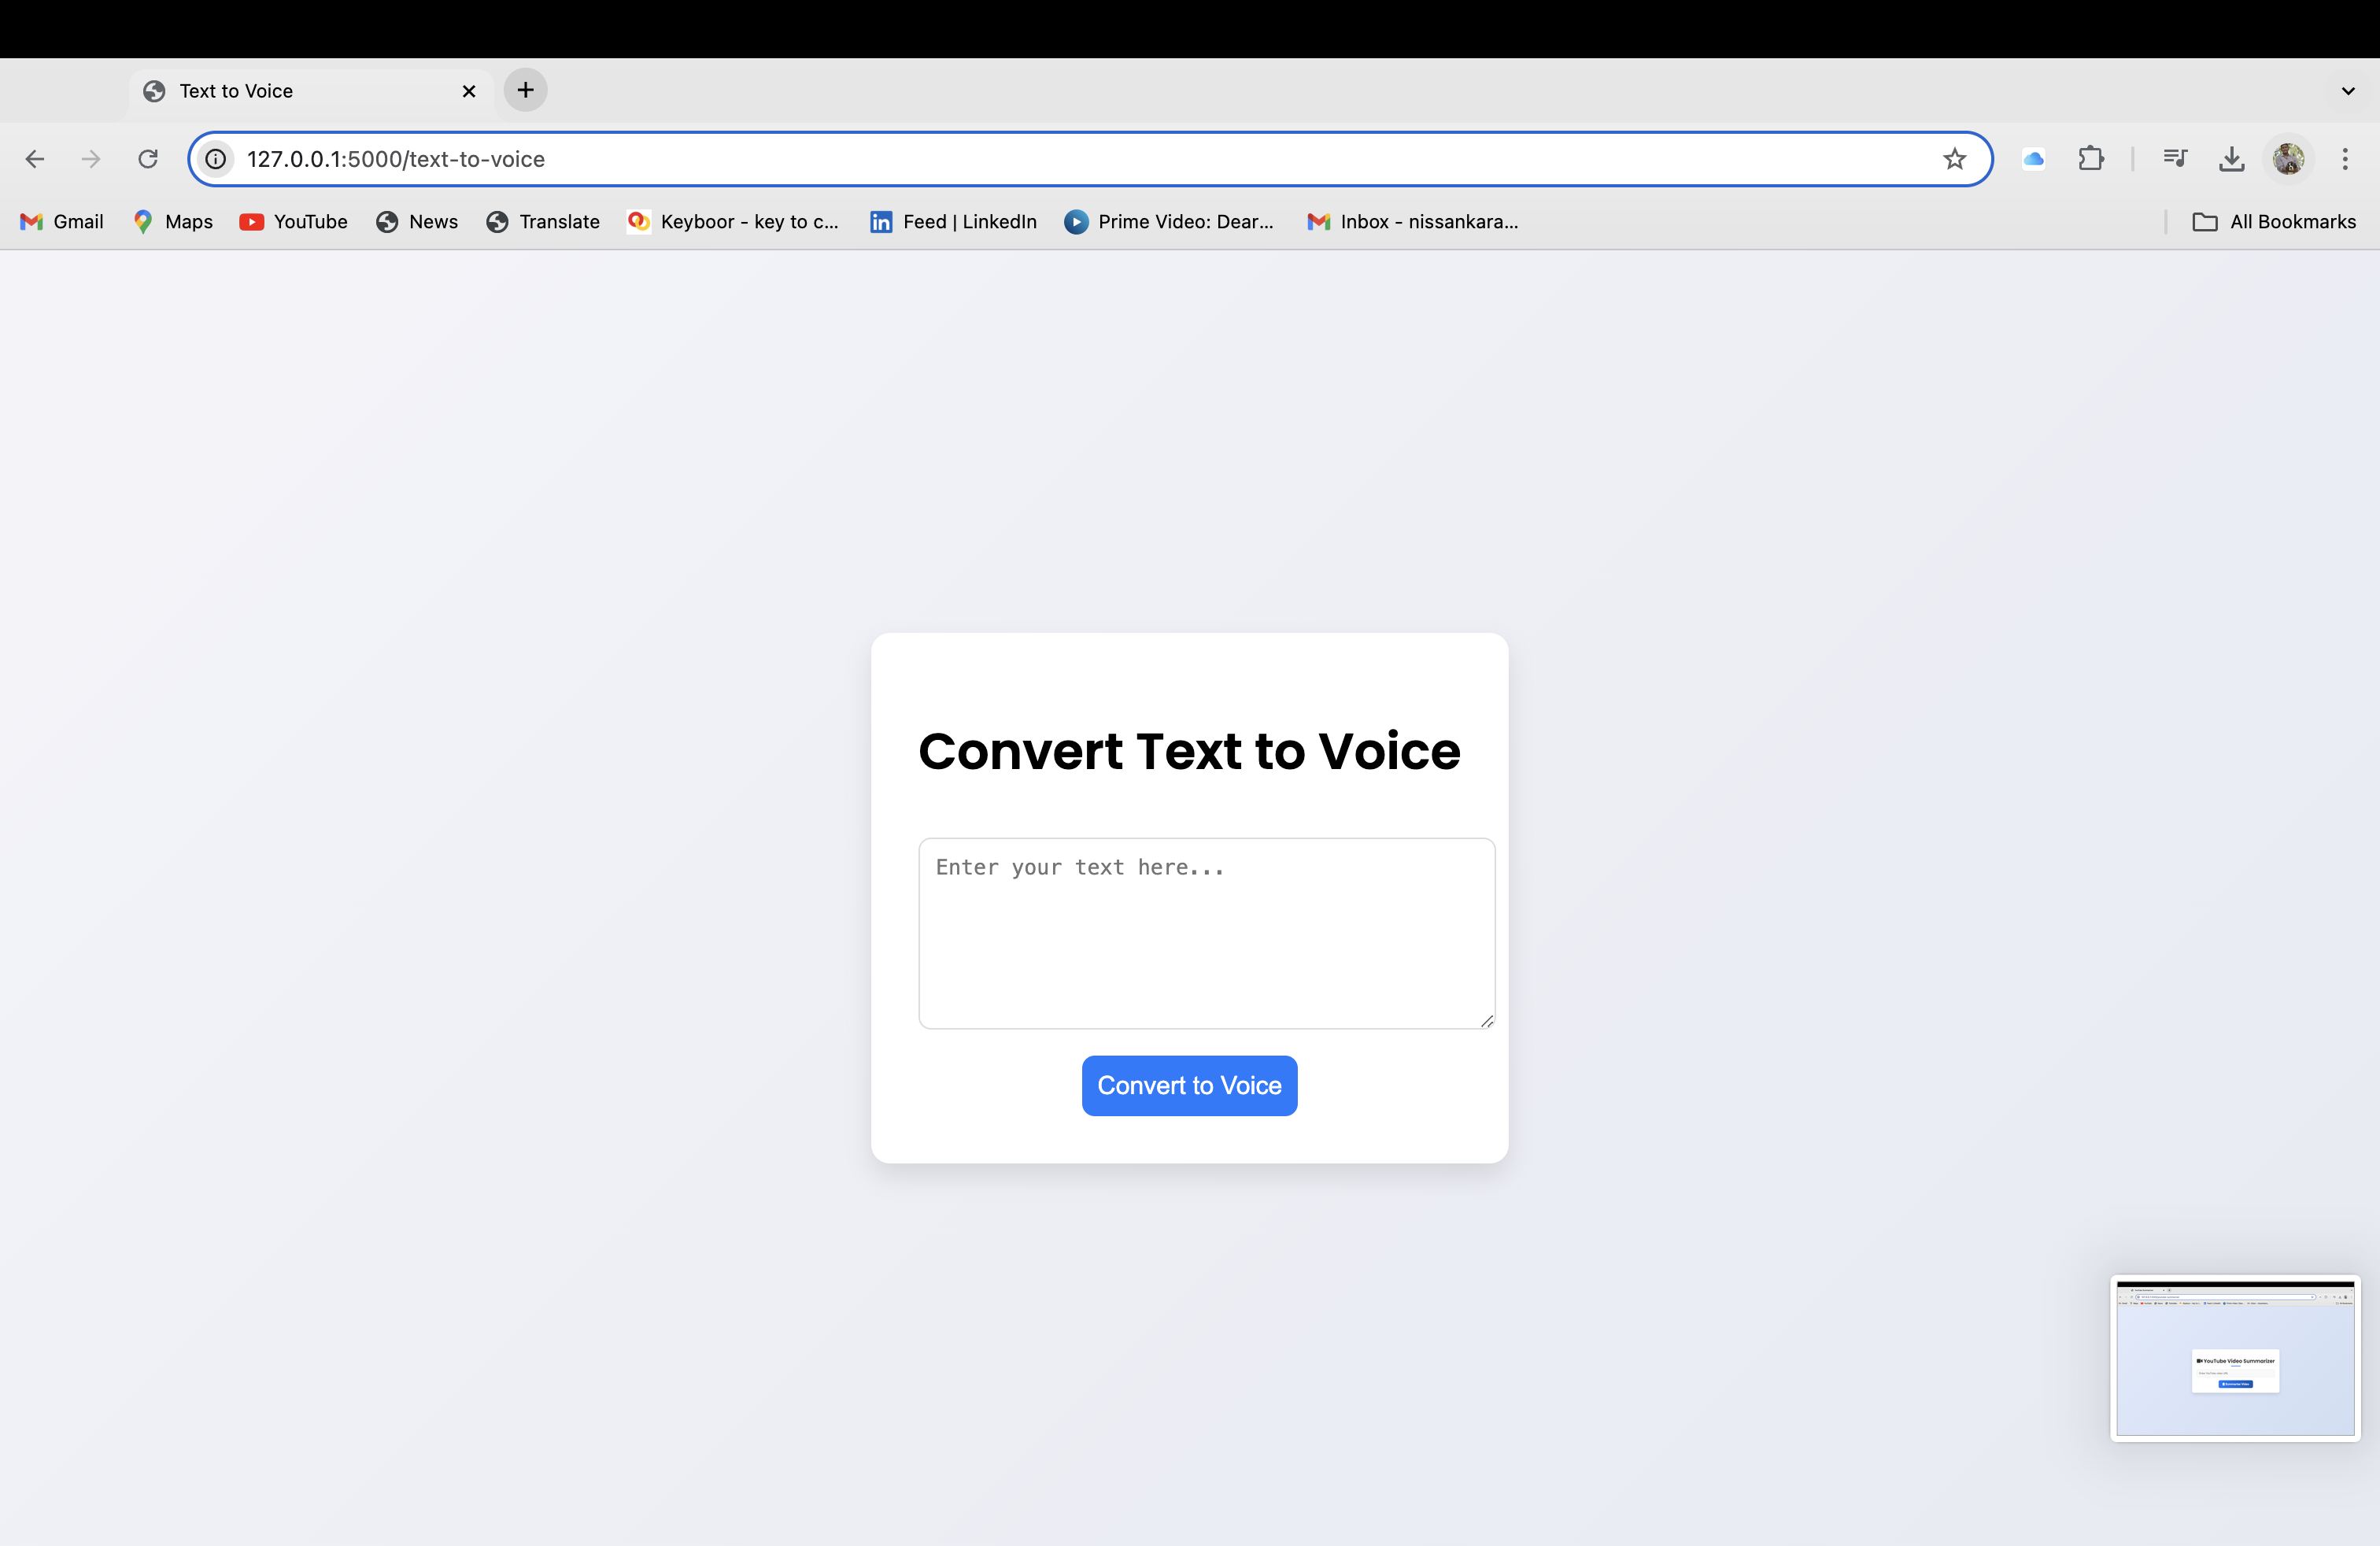 Text to Voice
127.0.0.1:5000/text-to-voice
Gmail
Maps
YouTube
News
Translate
Keyboor - key to c...
Feed | LinkedIn
Prime Video: Dear...
Inbox - nissankara...
All Bookmarks
Convert Text to Voice
Enter your text here...
Convert to Voice
YouTube Video Summarizer
Summarize Video